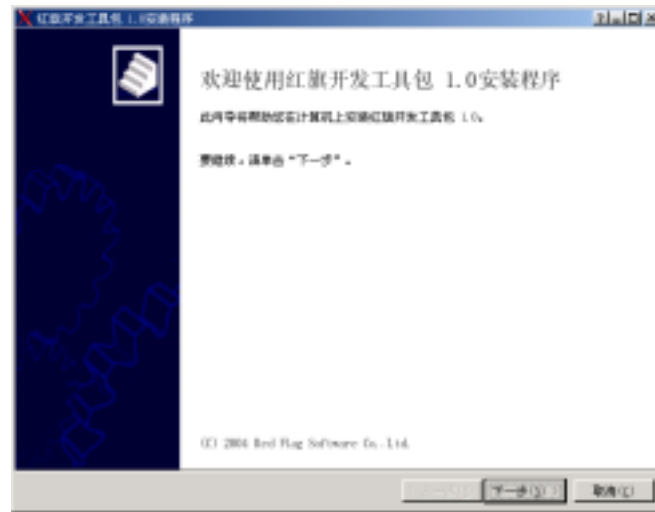 红旗开发工具包 1.0安装程序
欢迎使用红旗开发工具包 1.0安装程序
此向导将帮助您在计算机上安装红旗开发工具包 1.0。
要继续，请单击“下一步”。
(C) 2004 Red Flag Software Co., Ltd.
下一步(N) > 取消(C)